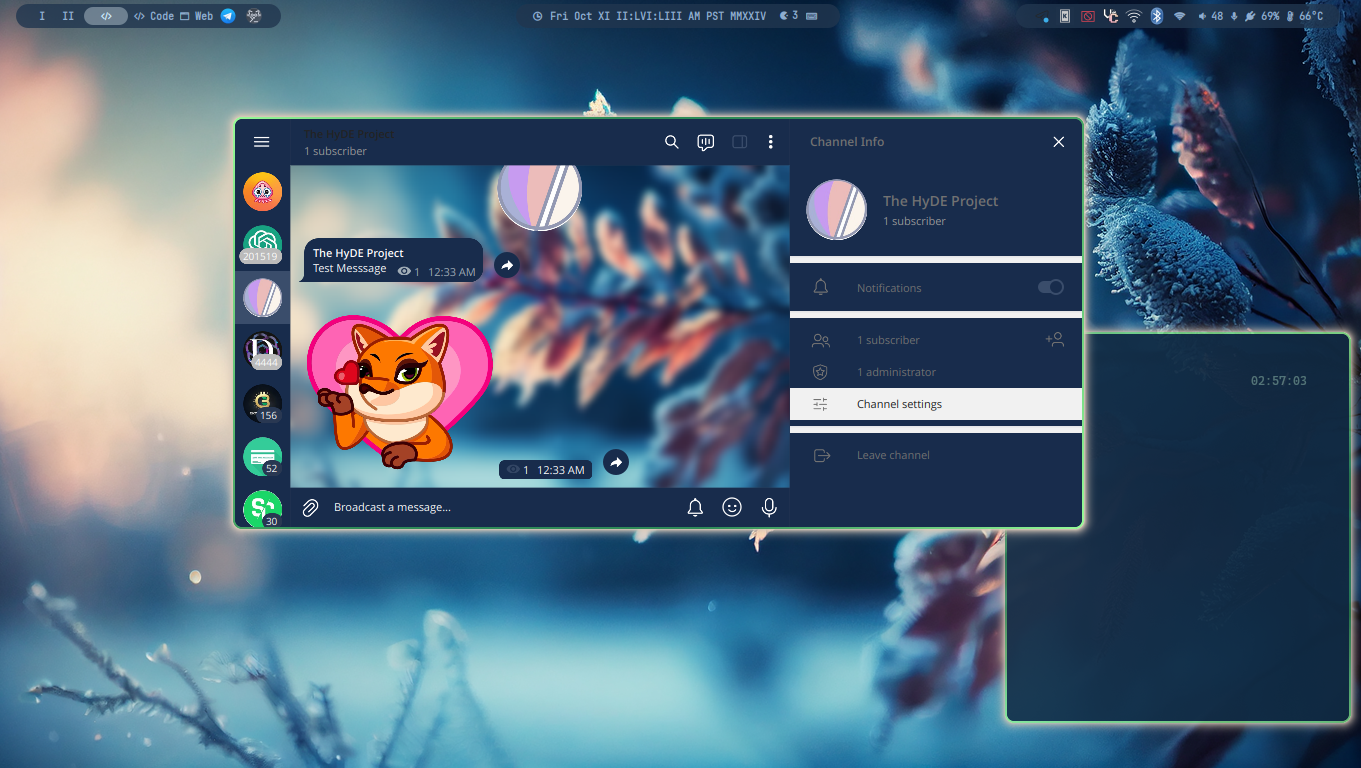 I II Code Web
Fri Oct XI II:LVI:LIII AM PST MMXXIV 3
48 69% 66°C
The HyDE Project
1 subscriber
201519
4444
156
52
30
The HyDE Project
Test Messsage 1 12:33 AM
1 12:33 AM
Broadcast a message...
Channel Info
The HyDE Project
1 subscriber
Notifications
1 subscriber
1 administrator
Channel settings
Leave channel
02:57:03